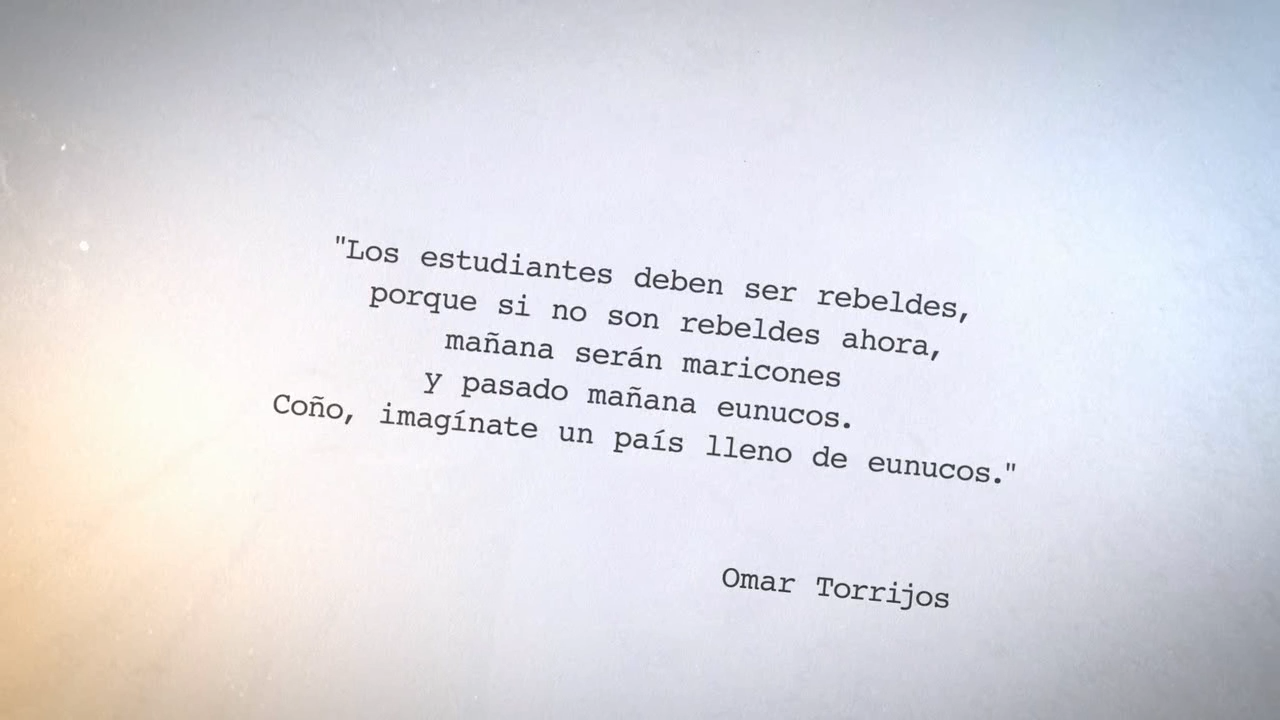 "Los estudiantes deben ser rebeldes,
porque si no son rebeldes ahora,
mañana serán maricones
y pasado mañana eunucos.
Coño, imagínate un país lleno de eunucos."
Omar Torrijos